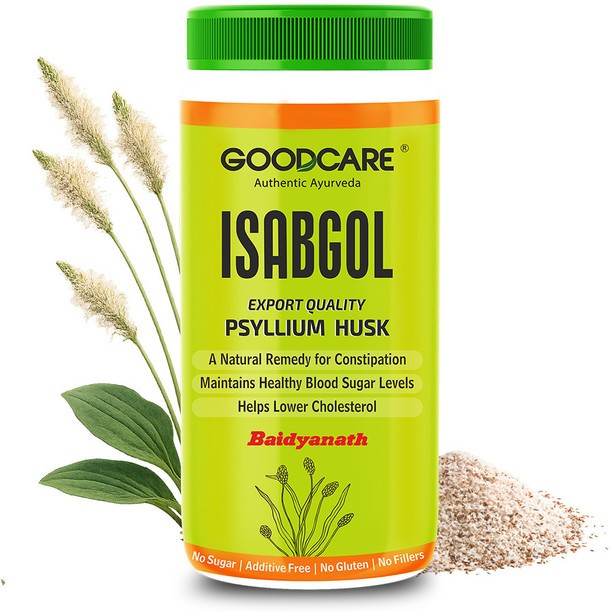 GOODCARE ®
Authentic Ayurveda
ISABGOL
EXPORT QUALITY
PSYLLIUM HUSK
A Natural Remedy for Constipation
Maintains Healthy Blood Sugar Levels
Helps Lower Cholesterol
Baidyanath
No Sugar | Additive Free | No Gluten | No Fillers